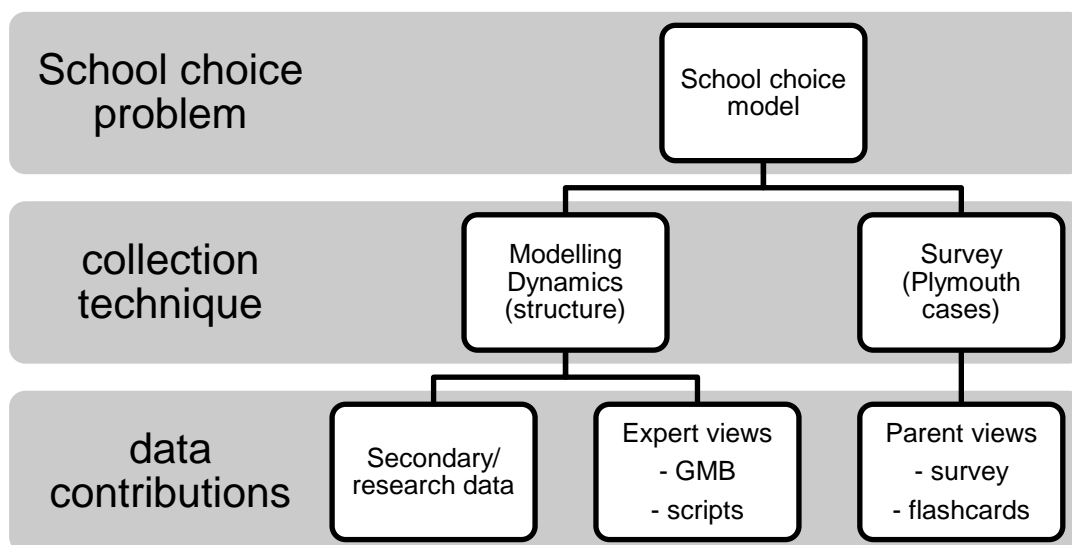 School choice
problem
School choice
model
collection
technique
Modelling
Dynamics
(structure)
Survey
(Plymouth
cases)
data
contributions
Secondary/
research data
Expert views
- GMB
- scripts
Parent views
- survey
- flashcards